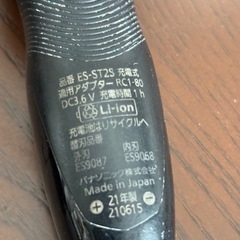 品番 ES-ST2S 充電式
適用アダプター RC1-80
DC3.6V 充電時間 1h
Li-ion
充電池はリサイクルへ
替刃品番
外刃 内刃
ES9087 ES9068
パナソニック株式会社
Made in Japan
21年製
210615